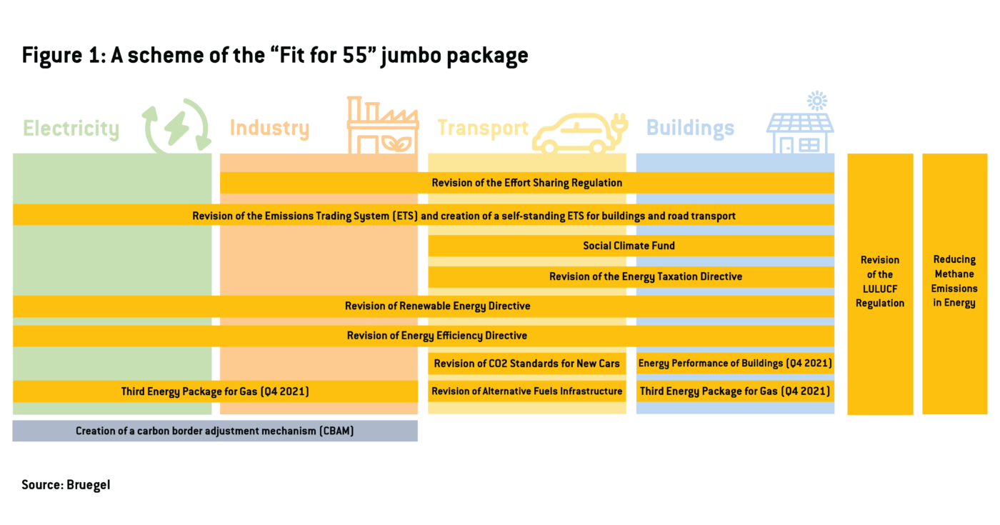 Figure 1: A scheme of the “Fit for 55” jumbo package
Electricity
Industry
Transport
Buildings
Revision of the Effort Sharing Regulation
Revision of the Emissions Trading System (ETS) and creation of a self-standing ETS for buildings and road transport
Social Climate Fund
Revision of the Energy Taxation Directive
Revision of Renewable Energy Directive
Revision of Energy Efficiency Directive
Revision of CO2 Standards for New Cars
Energy Performance of Buildings (Q4 2021)
Third Energy Package for Gas (Q4 2021)
Revision of Alternative Fuels Infrastructure
Third Energy Package for Gas (Q4 2021)
Creation of a carbon border adjustment mechanism (CBAM)
Revision
of the
LULUCF
Regulation
Reducing
Methane
Emissions
in Energy
Source: Bruegel